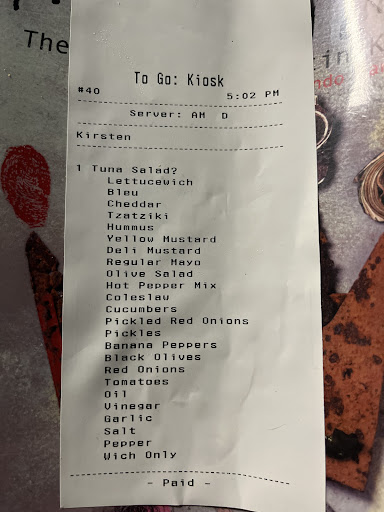 The
To Go: Kiosk
#40 5:02 PM
Server: AM D
Kirsten
1 Tuna Salad?
Lettucewich
Bleu
Cheddar
Tzatziki
Hummus
Yellow Mustard
Deli Mustard
Regular Mayo
Olive Salad
Hot Pepper Mix
Coleslaw
Cucumbers
Pickled Red Onions
Pickles
Banana Peppers
Black Olives
Red Onions
Tomatoes
Oil
Vinegar
Garlic
Salt
Pepper
Wich Only
- Paid -